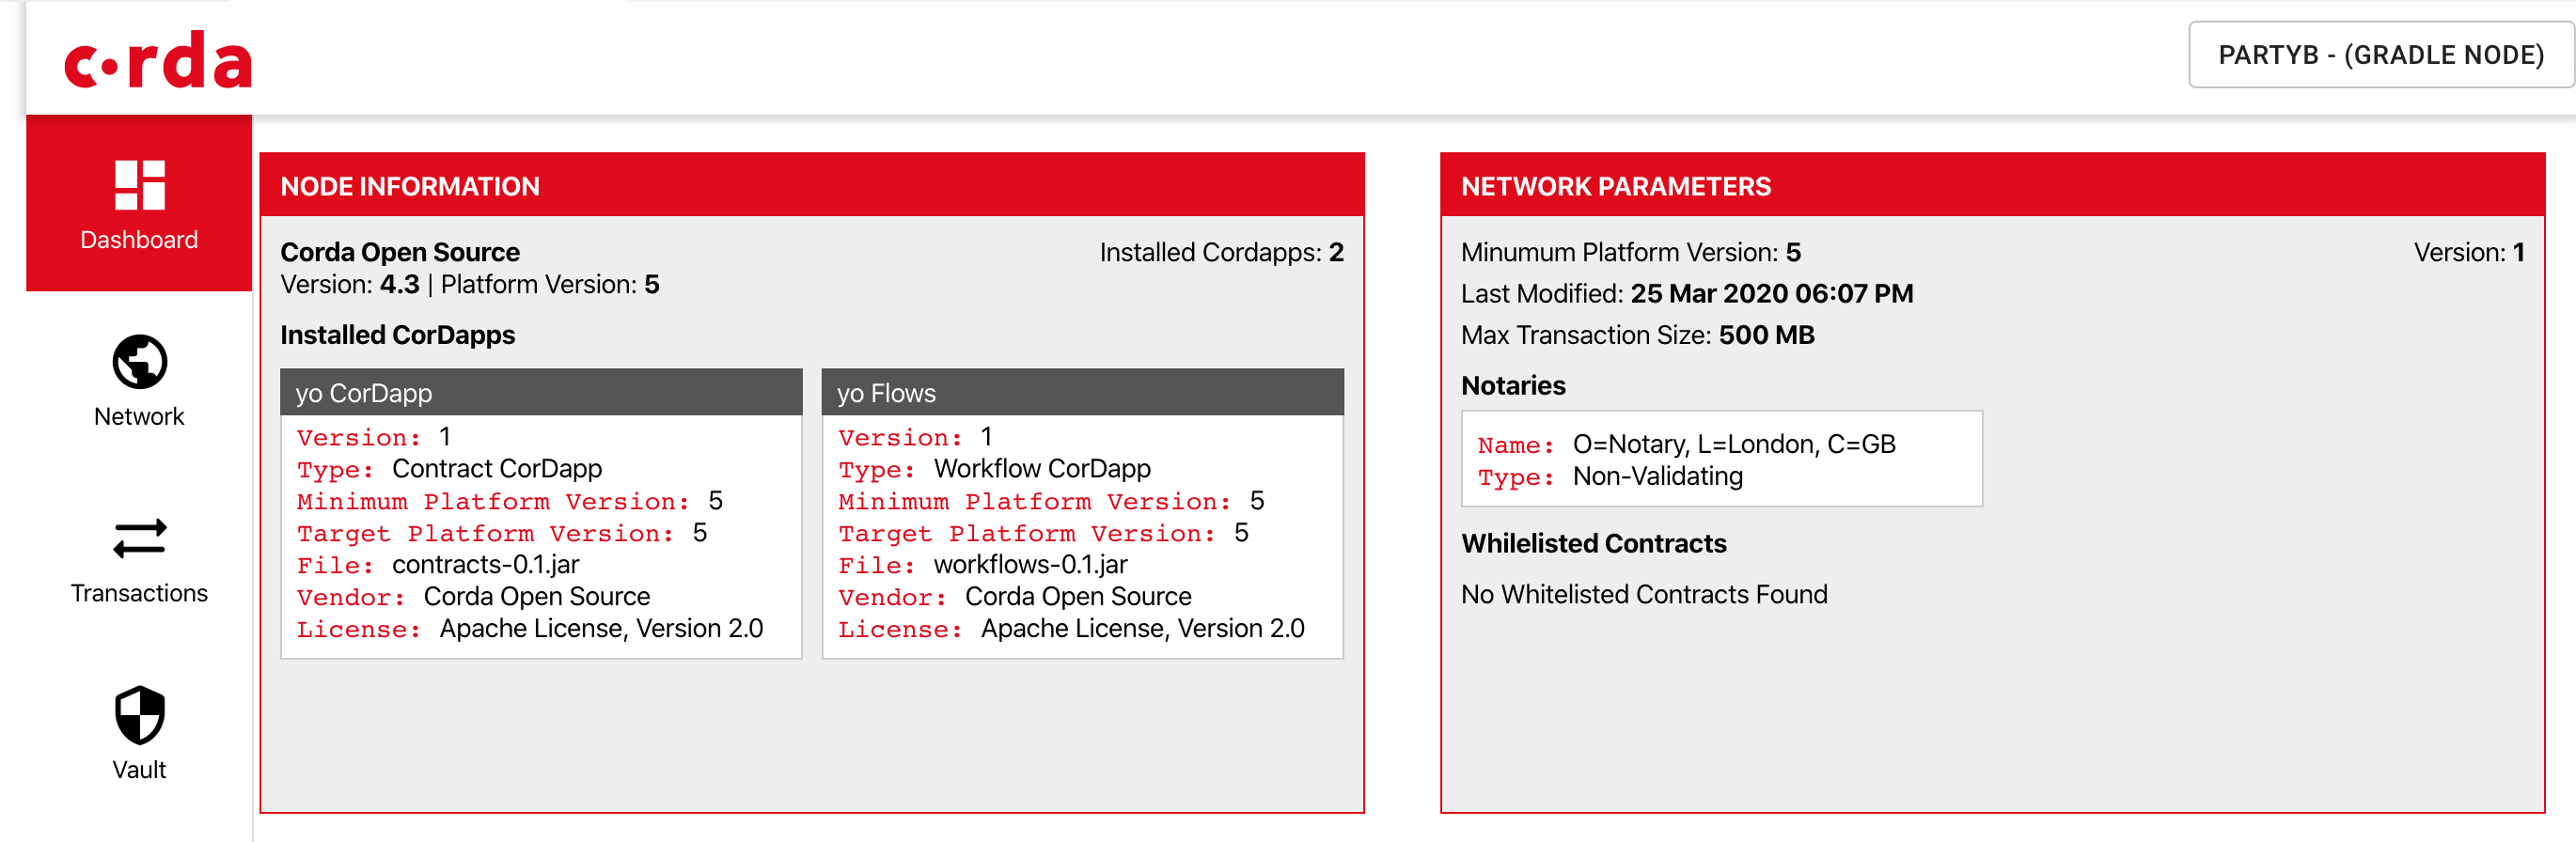 corda
PARTYB - (GRADLE NODE)
Dashboard
Network
Transactions
Vault
NODE INFORMATION
Corda Open Source
Installed Cordapps: 2
Version: 4.3 | Platform Version: 5
Installed CorDapps
yo CorDapp
Version: 1
Type: Contract CorDapp
Minimum Platform Version: 5
Target Platform Version: 5
File: contracts-0.1.jar
Vendor: Corda Open Source
License: Apache License, Version 2.0
yo Flows
Version: 1
Type: Workflow CorDapp
Minimum Platform Version: 5
Target Platform Version: 5
File: workflows-0.1.jar
Vendor: Corda Open Source
License: Apache License, Version 2.0
NETWORK PARAMETERS
Minumum Platform Version: 5
Version: 1
Last Modified: 25 Mar 2020 06:07 PM
Max Transaction Size: 500 MB
Notaries
Name: O=Notary, L=London, C=GB
Type: Non-Validating
Whilelisted Contracts
No Whitelisted Contracts Found